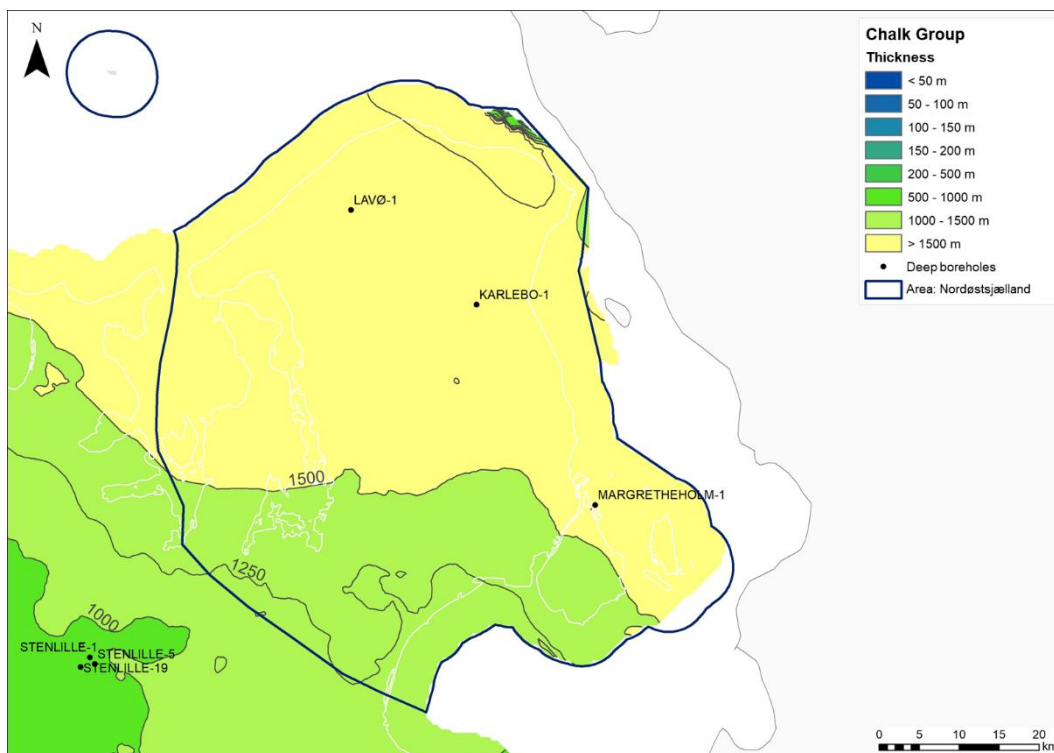 N
Chalk Group
Thickness
< 50 m
50 - 100 m
100 - 150 m
150 - 200 m
200 - 500 m
500 - 1000 m
1000 - 1500 m
> 1500 m
Deep boreholes
Area: Nordøstsjælland
LAVØ-1
KARLEBO-1
1500
MARGRETHEHOLM-1
1250
1000
STENLILLE-1
STENLILLE-5
STENLILLE-19
0 5 10 15 20
km